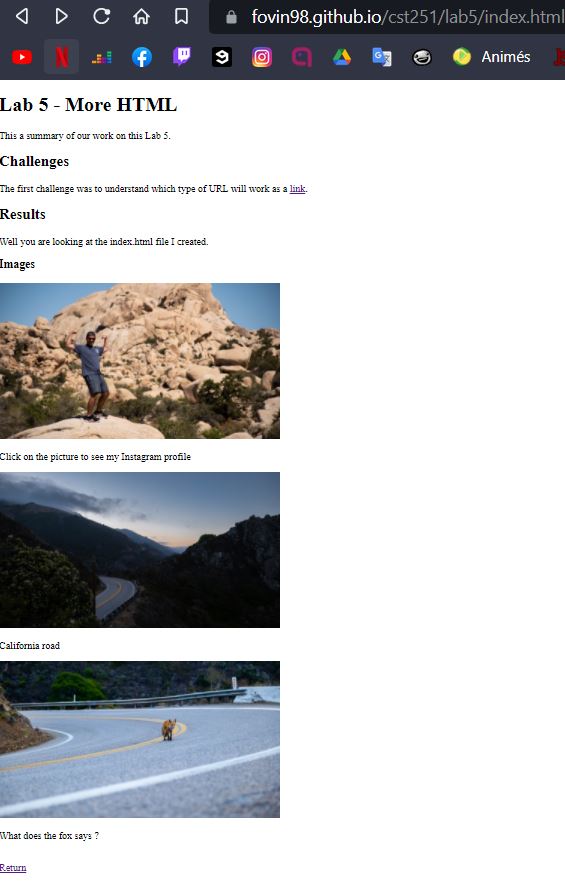 fovin98.github.io/cst251/lab5/index.html
Animés
Lab 5 - More HTML
This a summary of our work on this Lab 5.
Challenges
The first challenge was to understand which type of URL will work as a link.
Results
Well you are looking at the index.html file I created.
Images
Click on the picture to see my Instagram profile
California road
What does the fox says ?
Return